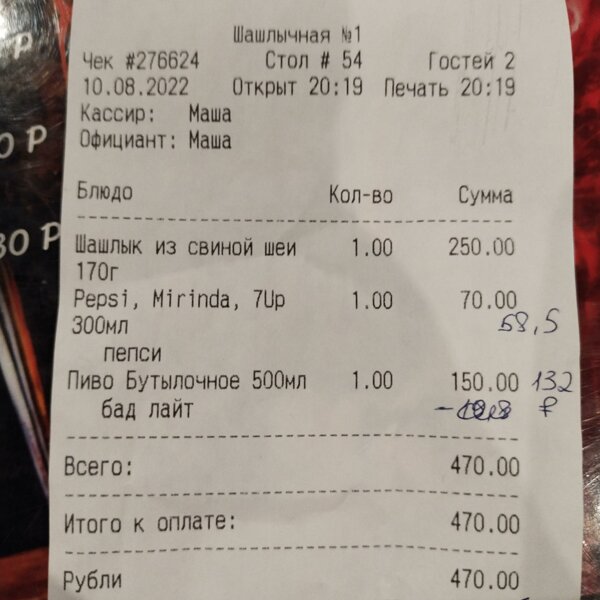 Шашлычная №1
Чек #276624 Стол # 54 Гостей 2
10.08.2022 Открыт 20:19 Печать 20:19
Кассир: Маша
Официант: Маша
Блюдо Кол-во Сумма
Шашлык из свиной шеи 1.00 250.00
170г
Pepsi, Mirinda, 7Up 1.00 70.00
300мл 58,5
пепси
Пиво Бутылочное 500мл 1.00 150.00 132
бад лайт ₽
Всего: 470.00
Итого к оплате: 470.00
Рубли 470.00